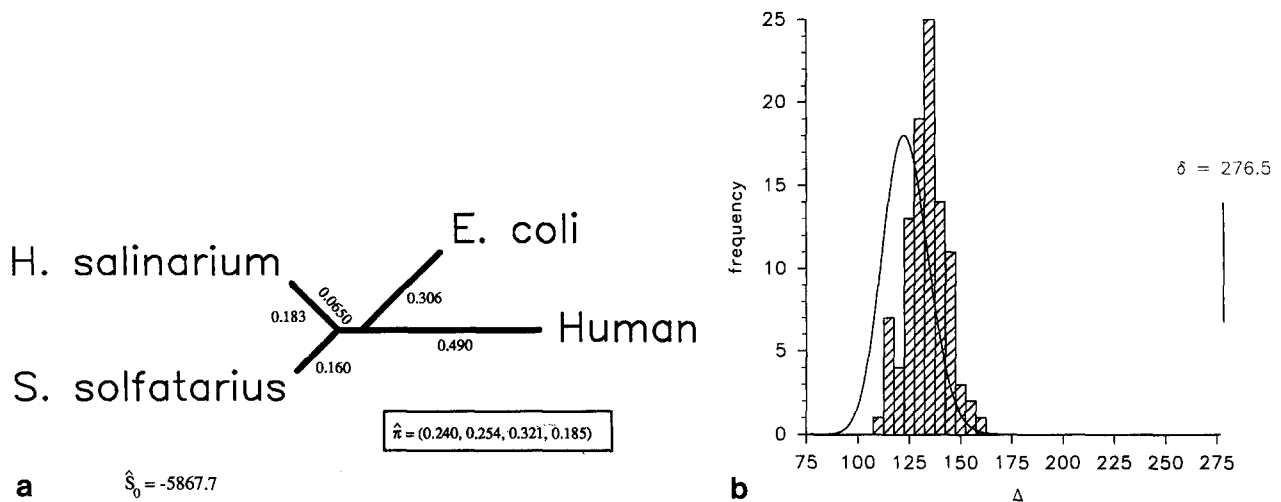 E. coli
H. salinarium
0.0650
0.183
0.306
Human
0.490
0.160
S. solfatarius
π̂ = (0.240, 0.254, 0.321, 0.185)
a
Ŝ₀ = -5867.7
25
20
15
10
5
0
frequency
δ = 276.5
75 100 125 150 175 200 225 250 275
Δ
b